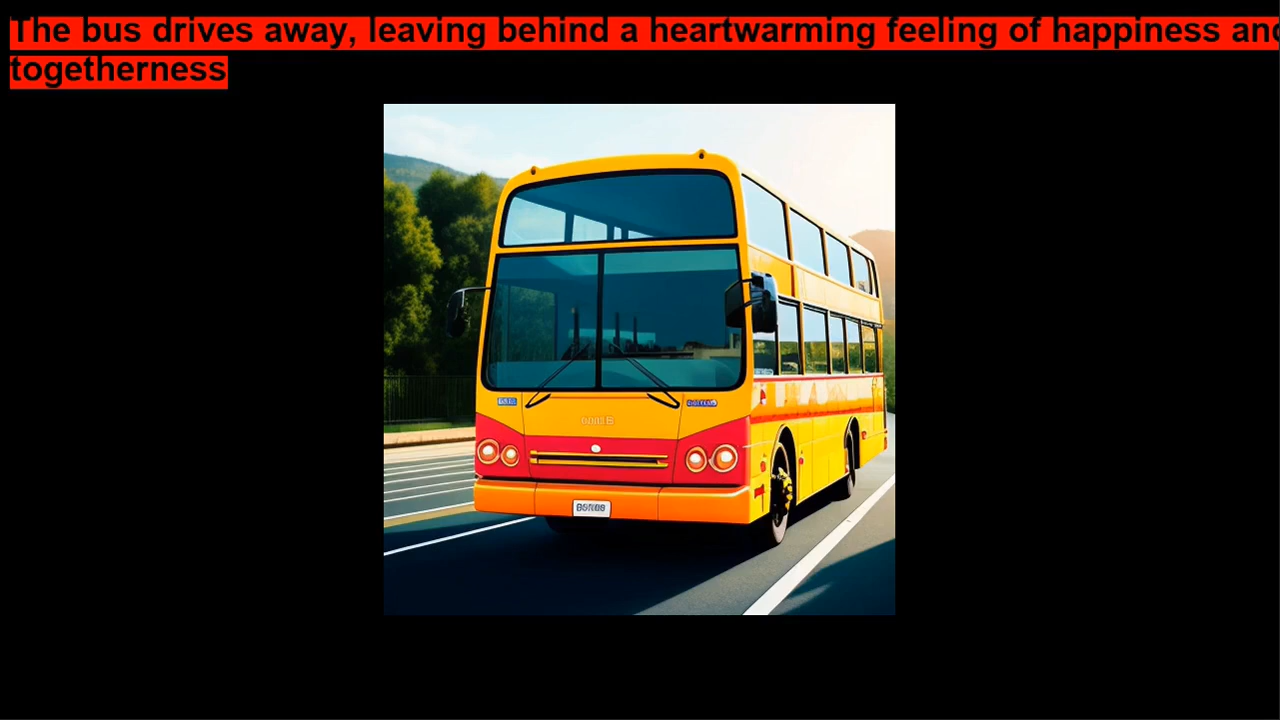 The bus drives away, leaving behind a heartwarming feeling of happiness and
togetherness